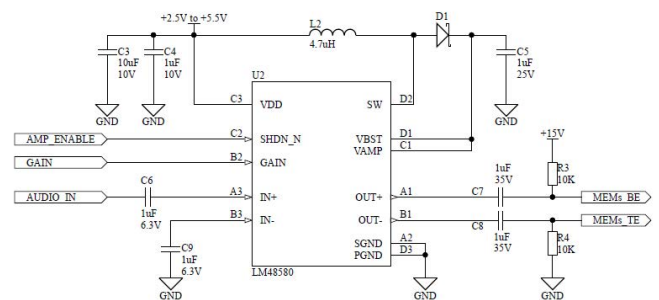 +2.5V to +5.5V
L2
4.7uH
D1
C3
10uF
10V
C4
1uF
10V
C5
1uF
25V
GND
GND
GND
U2
C3
VDD
SW
D2
AMP_ENABLE
C2
SHDN_N
VBST
D1
VAMP
C1
GAIN
B2
GAIN
+15V
AUDIO_IN
C6
1uF
6.3V
A3
IN+
OUT+
A1
C7
1uF
35V
R3
10K
MEMs_BE
B3
IN-
OUT-
B1
C8
1uF
35V
MEMs_TE
C9
1uF
6.3V
SGND
A2
PGND
D3
R4
10K
LM48580
GND
GND
GND